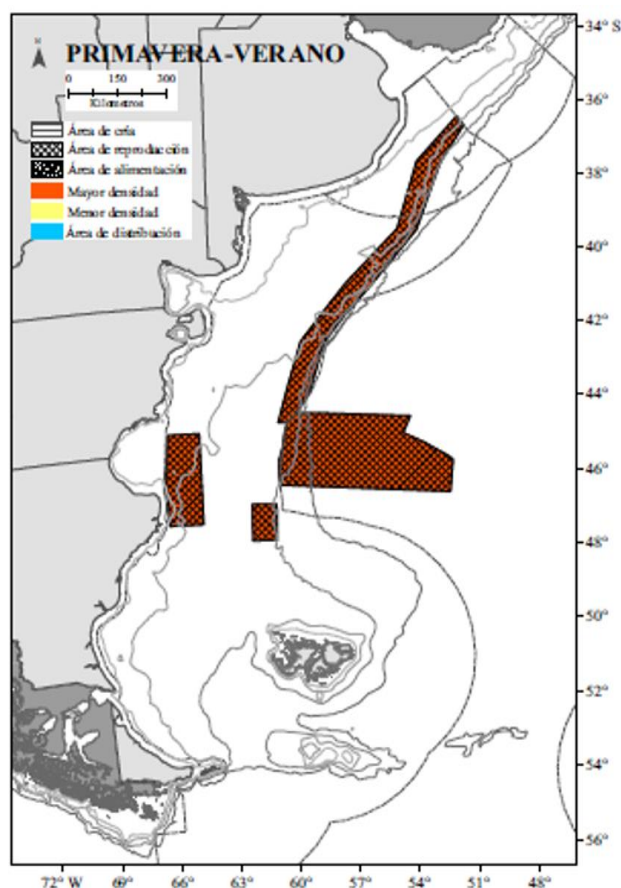 N
PRIMAVERA-VERANO
0 150 300
Kilometros
Área de cría
Área de reproducción
Área de alimentación
Mayor densidad
Menor densidad
Área de distribución
34° S
36°
38°
40°
42°
44°
46°
48°
50°
52°
54°
56°
72° W 69° 66° 63° 60° 57° 54° 51° 48°